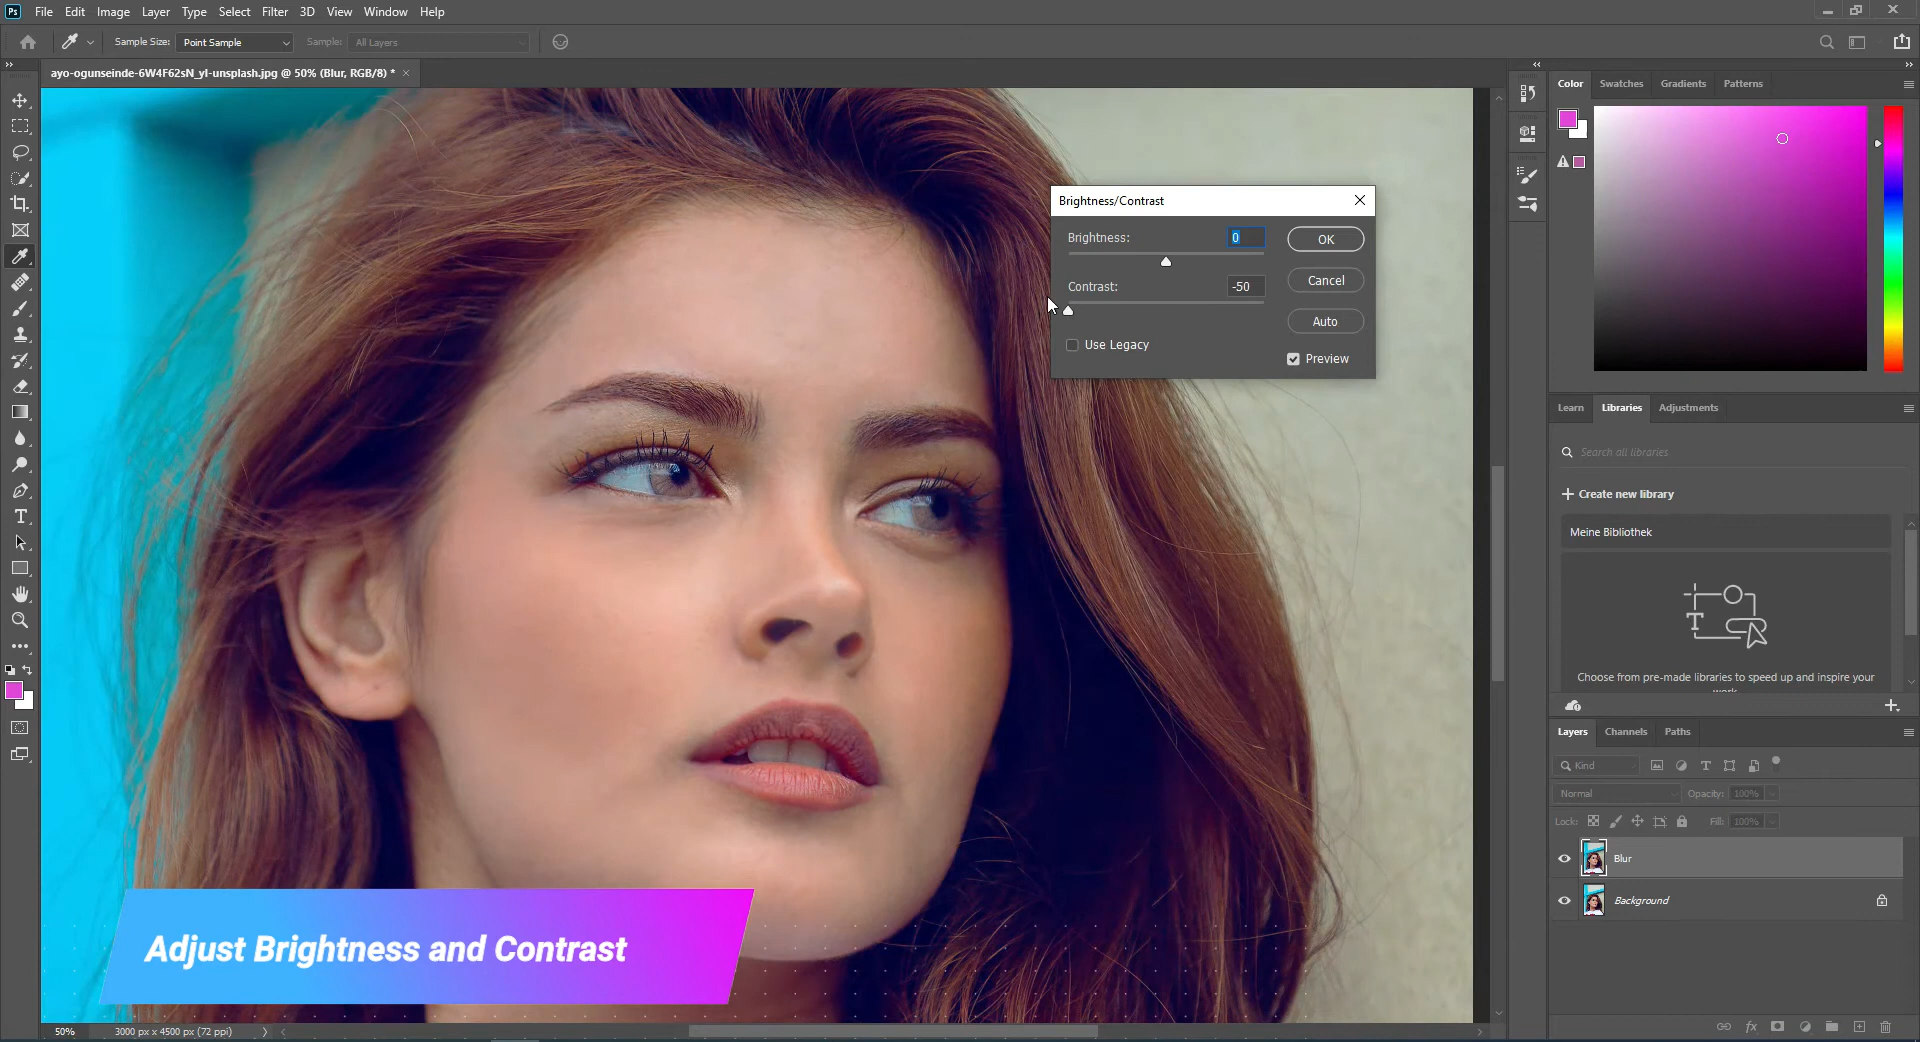 Ps File Edit Image Layer Type Select Filter 3D View Window Help
Sample Size: Point Sample Sample: All Layers
ayo-ogunseinde-6W4F62sN_yI-unsplash.jpg @ 50% (Blur, RGB/8) *
Brightness/Contrast
Brightness: 0
OK
Contrast: -50
Cancel
Auto
Use Legacy
Preview
Adjust Brightness and Contrast
50% 3000 px x 4500 px (72 ppi)
Color Swatches Gradients Patterns
Learn Libraries Adjustments
Search all libraries
Create new library
Meine Bibliothek
T
Choose from pre-made libraries to speed up and inspire your
work
Layers Channels Paths
Kind
Normal Opacity: 100%
Lock: Fill: 100%
Blur
Background
fx